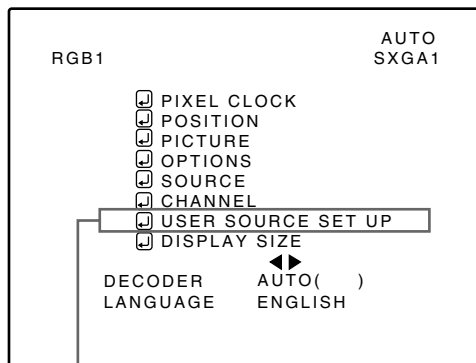 AUTO
RGB1 SXGA1
PIXEL CLOCK
POSITION
PICTURE
OPTIONS
SOURCE
CHANNEL
USER SOURCE SET UP
DISPLAY SIZE
DECODER AUTO( )
LANGUAGE ENGLISH